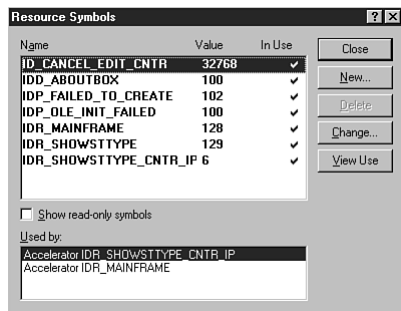 Resource Symbols
Name Value In Use
ID_CANCEL_EDIT_CNTR 32768
IDD_ABOUTBOX 100
IDP_FAILED_TO_CREATE 102
IDP_OLE_INIT_FAILED 100
IDR_MAINFRAME 128
IDR_SHOWSTTYPE 129
IDR_SHOWSTTYPE_CNTR_IP 6
Show read-only symbols
Used by:
Accelerator IDR_SHOWSTTYPE_CNTR_IP
Accelerator IDR_MAINFRAME
Close
New...
Delete
Change...
View Use